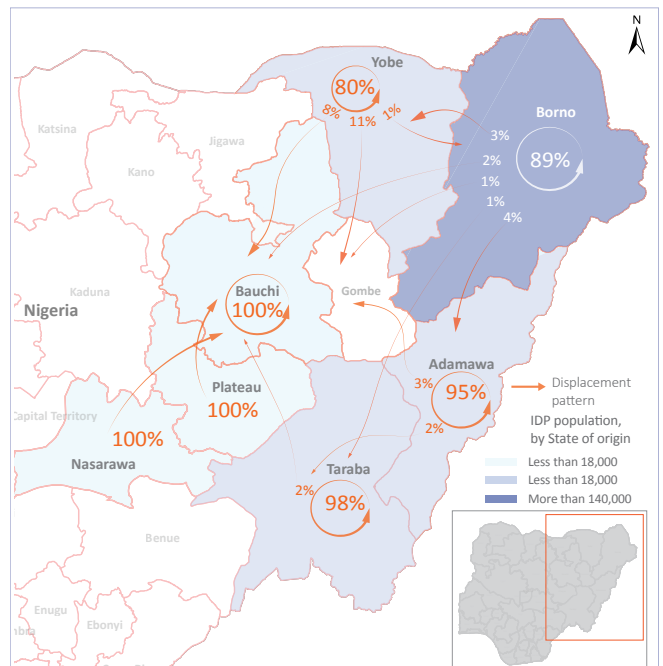 N
Yobe
80%
8%
11%
1%
Borno
3%
89%
2%
1%
1%
4%
Katsina
Jigawa
Kano
Kaduna
Nigeria
Bauchi
100%
Gombe
Adamawa
3%
95%
2%
Displacement
pattern
IDP population,
by State of origin
Less than 18,000
Less than 18,000
More than 140,000
Plateau
100%
Capital Territory
100%
Nasarawa
Taraba
2%
98%
Benue
Enugu
Ebonyi